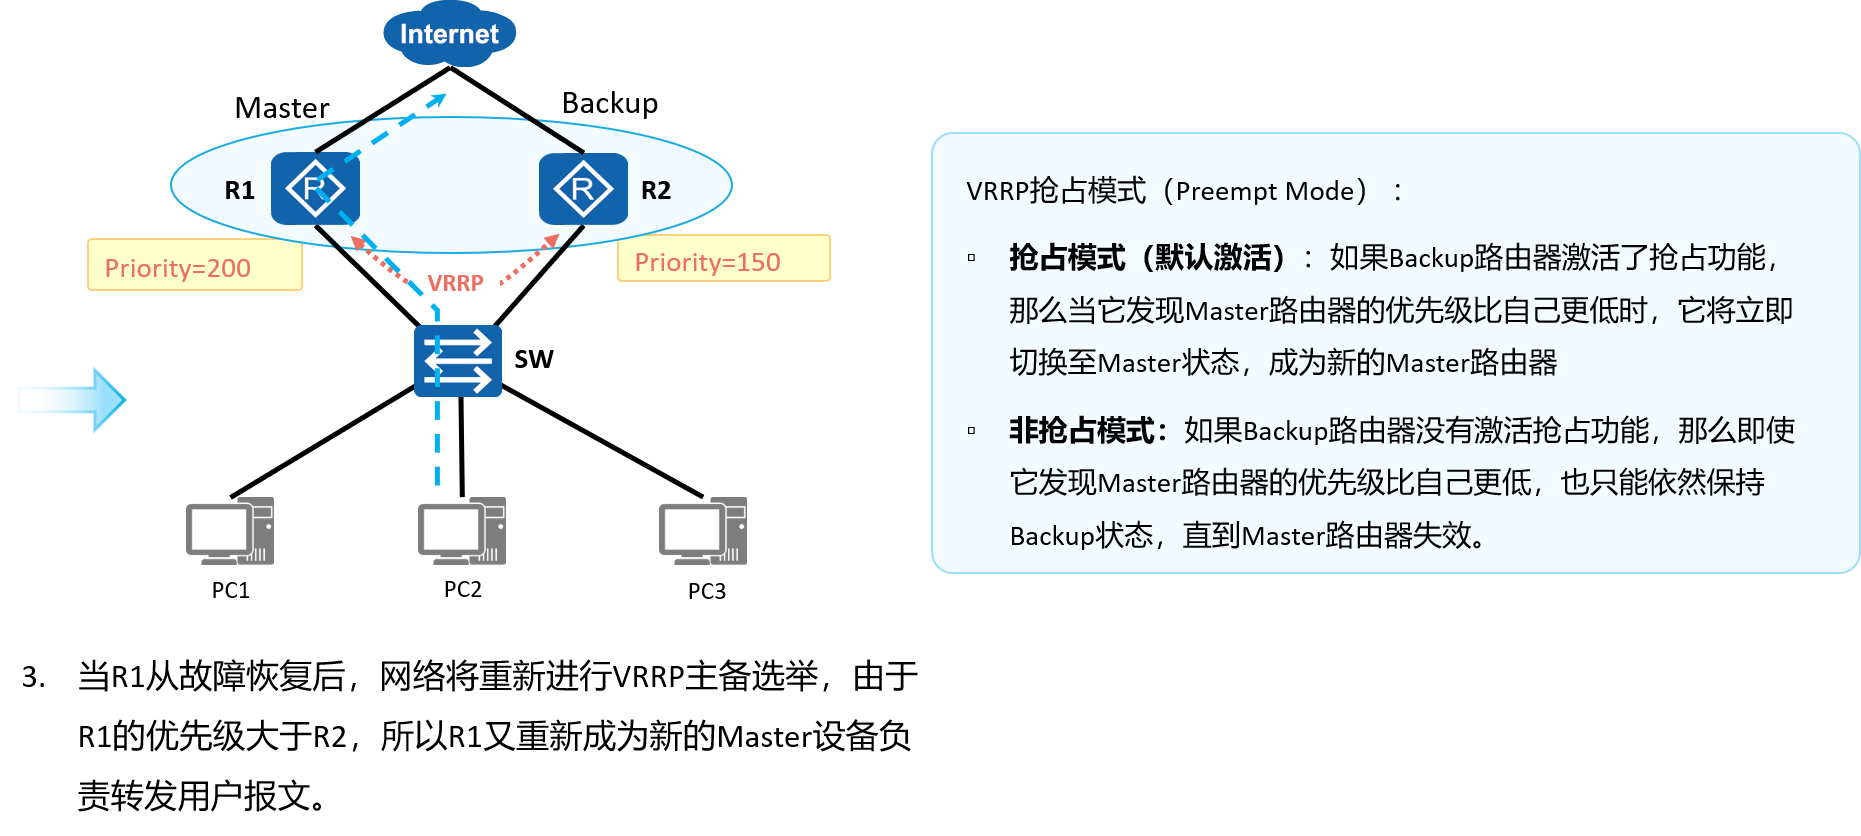 Internet
Master
Backup
R
R
R1
R2
Priority=200
Priority=150
VRRP
SW
PC1
PC2
PC3
3. 当R1从故障恢复后，网络将重新进行VRRP主备选举，由于
R1的优先级大于R2，所以R1又重新成为新的Master设备负
责转发用户报文。
VRRP抢占模式（Preempt Mode）：
抢占模式（默认激活）：如果Backup路由器激活了抢占功能，
那么当它发现Master路由器的优先级比自己更低时，它将立即
切换至Master状态，成为新的Master路由器
非抢占模式：如果Backup路由器没有激活抢占功能，那么即使
它发现Master路由器的优先级比自己更低，也只能依然保持
Backup状态，直到Master路由器失效。